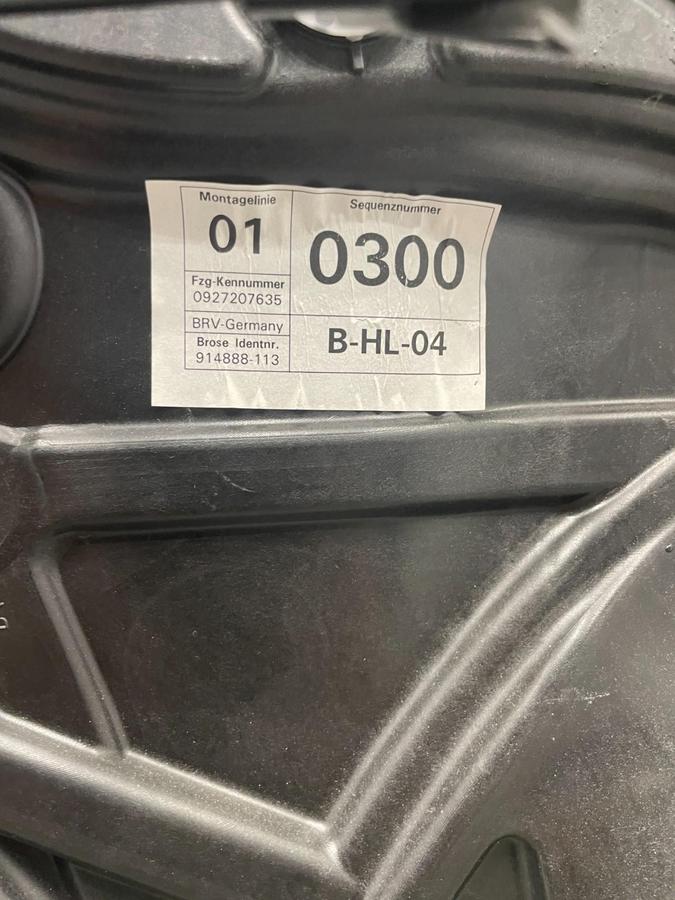 Montagelinie
01
Sequenznummer
0300
Fzg-Kennummer
0927207635
BRV-Germany
Brose Identnr.
914888-113
B-HL-04